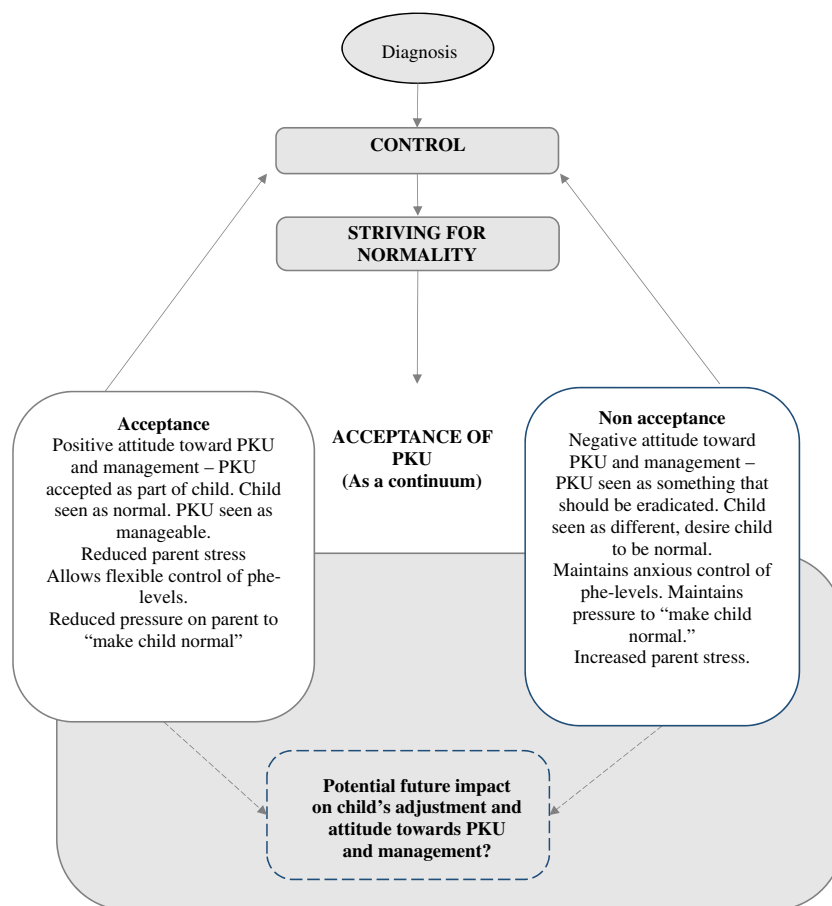 Diagnosis
CONTROL
STRIVING FOR
NORMALITY
Acceptance
Positive attitude toward PKU
and management – PKU
accepted as part of child. Child
seen as normal. PKU seen as
manageable.
Reduced parent stress
Allows flexible control of phe-
levels.
Reduced pressure on parent to
“make child normal”
ACCEPTANCE OF
PKU
(As a continuum)
Non acceptance
Negative attitude toward
PKU and management –
PKU seen as something that
should be eradicated. Child
seen as different, desire child
to be normal.
Maintains anxious control of
phe-levels. Maintains
pressure to “make child
normal.”
Increased parent stress.
Potential future impact
on child’s adjustment and
attitude towards PKU
and management?